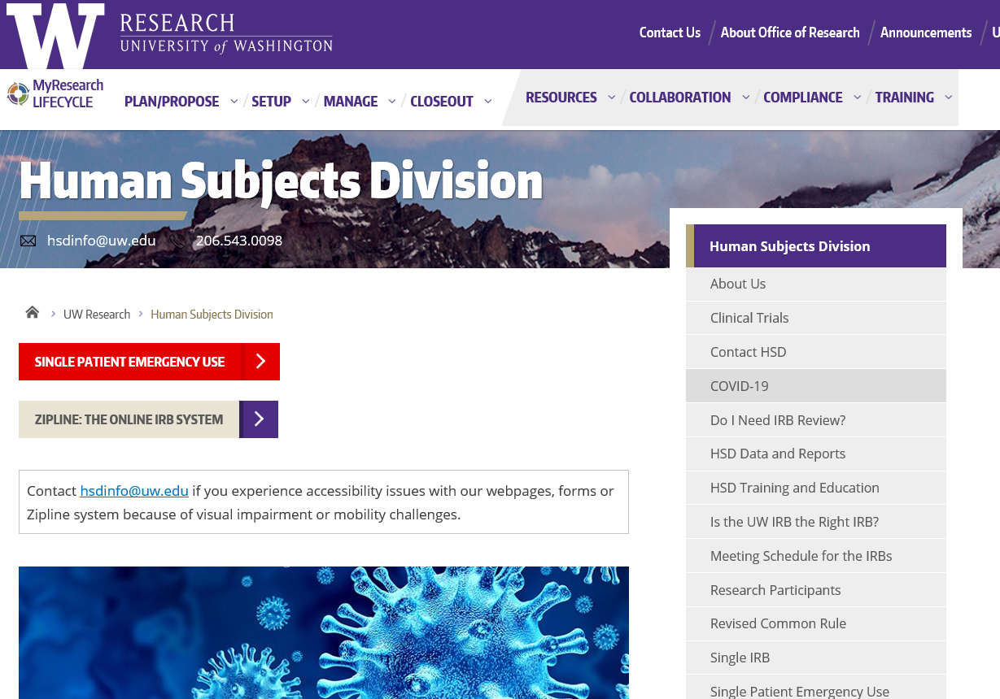 W RESEARCH
UNIVERSITY of WASHINGTON
Contact Us
About Office of Research
Announcements
U
MyResearch
LIFECYCLE
PLAN/PROPOSE
SETUP
MANAGE
CLOSEOUT
RESOURCES
COLLABORATION
COMPLIANCE
TRAINING
Human Subjects Division
hsdinfo@uw.edu
206.543.0098
UW Research
Human Subjects Division
SINGLE PATIENT EMERGENCY USE
ZIPLINE: THE ONLINE IRB SYSTEM
Contact hsdinfo@uw.edu if you experience accessibility issues with our webpages, forms or
Zipline system because of visual impairment or mobility challenges.
Human Subjects Division
About Us
Clinical Trials
Contact HSD
COVID-19
Do I Need IRB Review?
HSD Data and Reports
HSD Training and Education
Is the UW IRB the Right IRB?
Meeting Schedule for the IRBs
Research Participants
Revised Common Rule
Single IRB
Single Patient Emergency Use